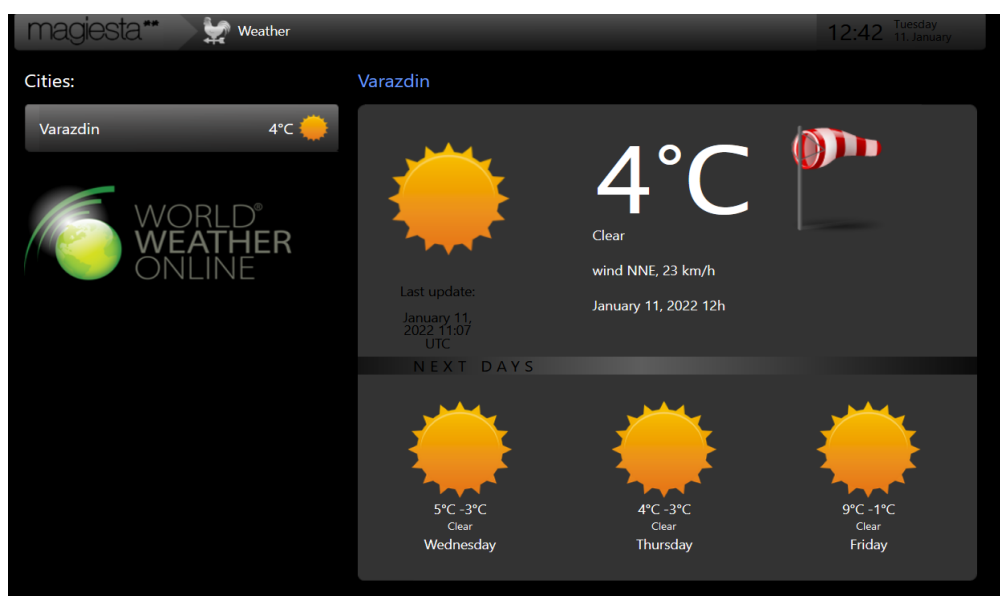 magiesta
Weather
12:42
Tuesday
11. January
Cities:
Varazdin
4°C
WORLD®
WEATHER
ONLINE
Varazdin
4°C
Clear
wind NNE, 23 km/h
January 11, 2022 12h
Last update:
January 11,
2022 11:07
UTC
NEXT DAYS
5°C -3°C
Clear
Wednesday
4°C -3°C
Clear
Thursday
9°C -1°C
Clear
Friday